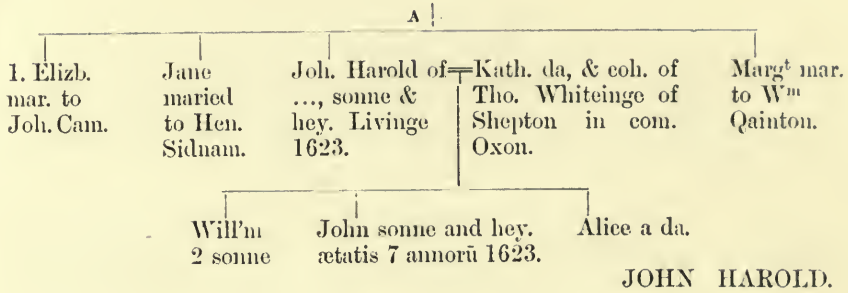 A
1. Elizb.
mar. to
Joh. Cam.
Jane
maried
to Hen.
Sidnam.
Joh. Harold of
..., sonne &
hey. Livinge
1623.
Kath. da, & coh. of
Tho. Whiteinge of
Shepton in com.
Oxon.
Margᵗ mar.
to Wᵐ
Qainton.
Will'm
2 sonne
John sonne and hey.
ætatis 7 annorū 1623.
Alice a da.
JOHN HAROLD.